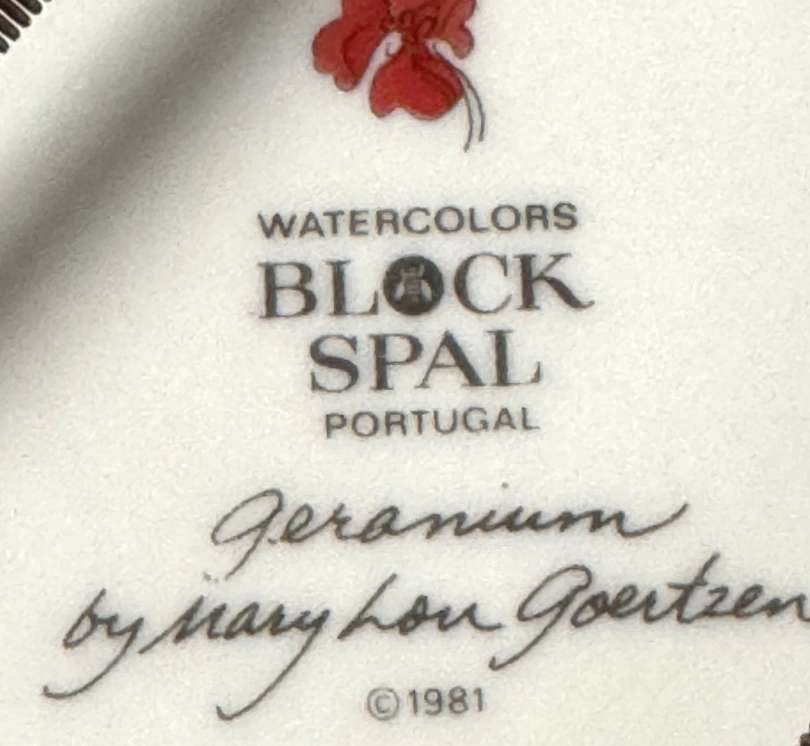 WATERCOLORS
BLOCK
SPAL
PORTUGAL
Geranium
by Mary Lou Goertzen
©1981